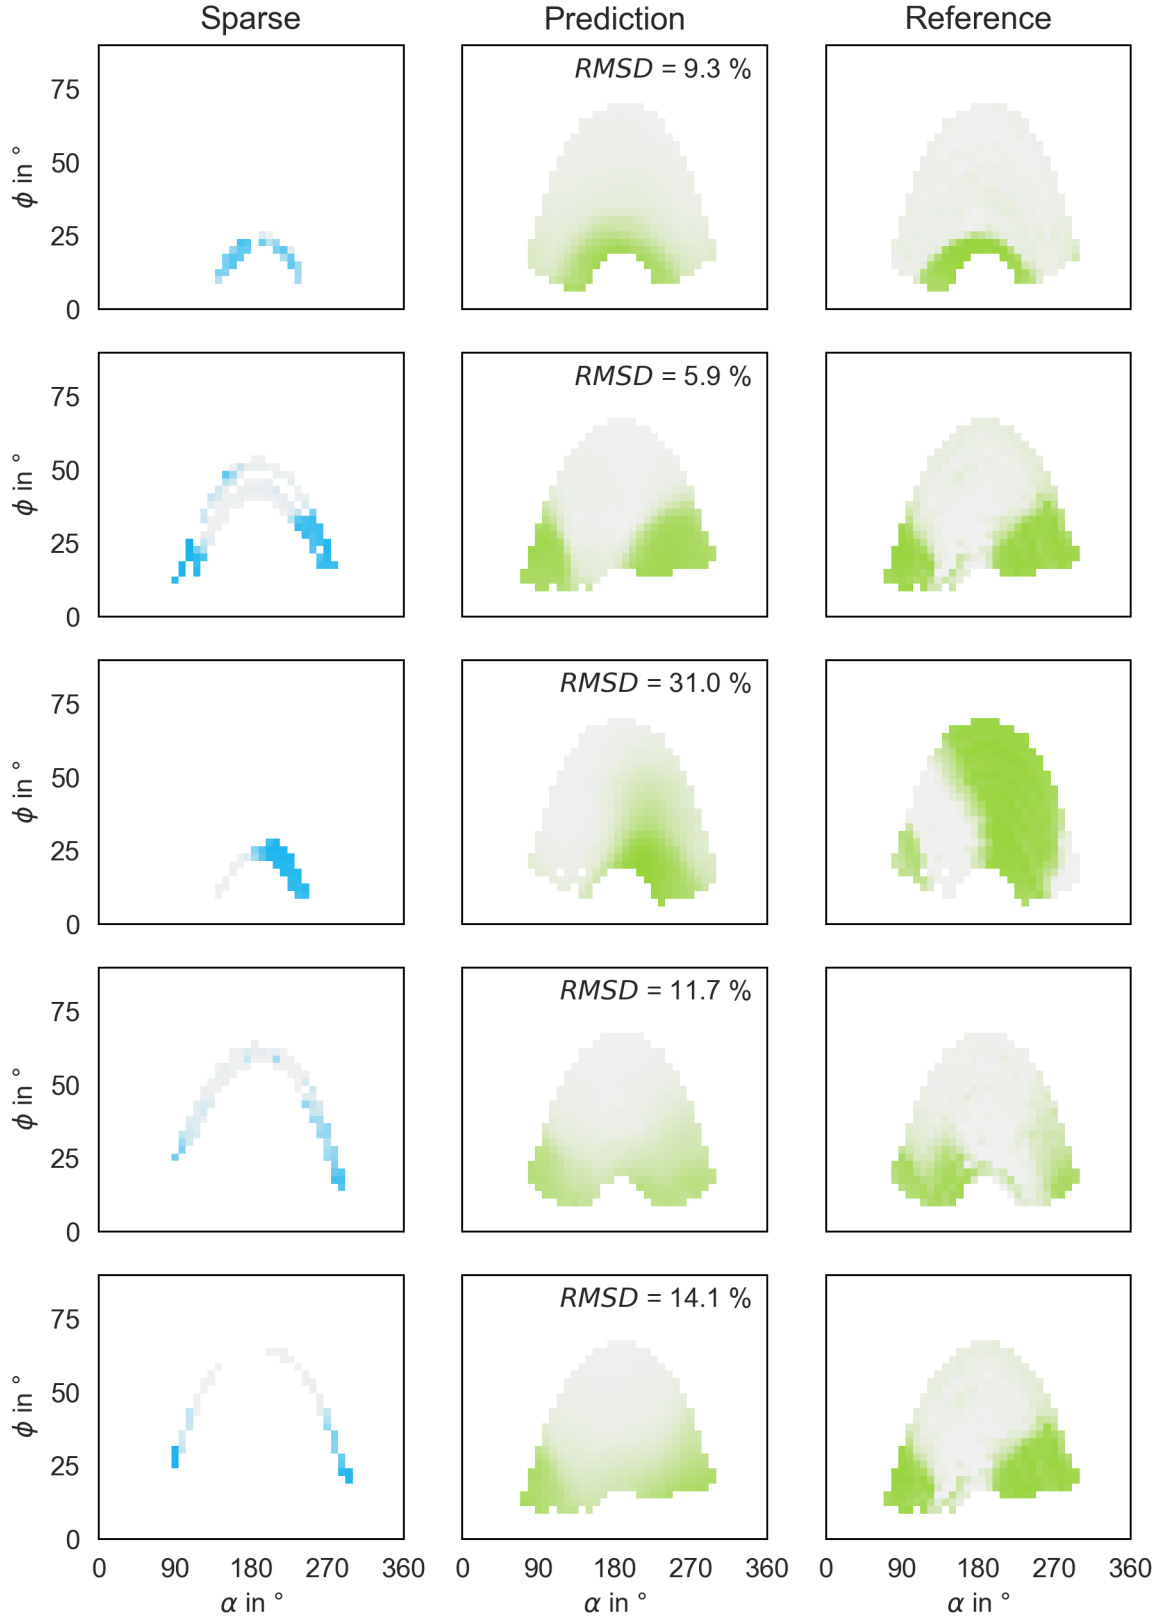 Sparse Prediction Reference
RMSD = 9.3 %
75
50
25
0
ϕ in °
RMSD = 5.9 %
75
50
25
0
ϕ in °
RMSD = 31.0 %
75
50
25
0
ϕ in °
RMSD = 11.7 %
75
50
25
0
ϕ in °
RMSD = 14.1 %
75
50
25
0
ϕ in °
0 90 180 270 360 0 90 180 270 360 0 90 180 270 360
α in ° α in ° α in °